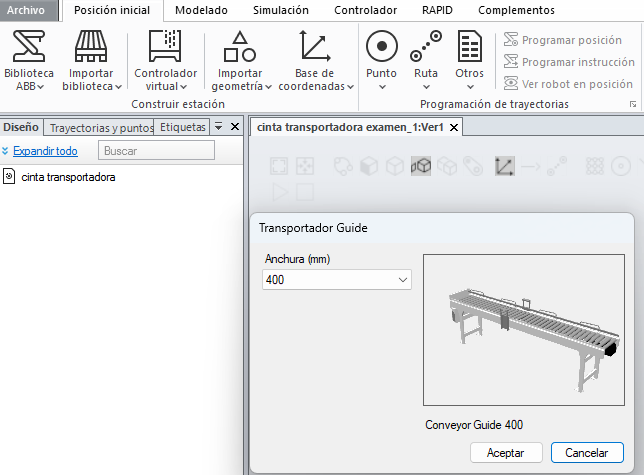 Archivo Posición inicial Modelado Simulación Controlador RAPID Complementos
Biblioteca ABB Importar biblioteca Controlador virtual Importar geometría Base de coordenadas Punto Ruta Otros
Programar posición
Programar instrucción
Ver robot en posición
Construir estación Programación de trayectorias
Diseño Trayectorias y puntos Etiquetas
cinta transportadora examen_1:Ver1
Expandir todo Buscar
cinta transportadora
Transportador Guide
Anchura (mm)
400
Conveyor Guide 400
Aceptar Cancelar